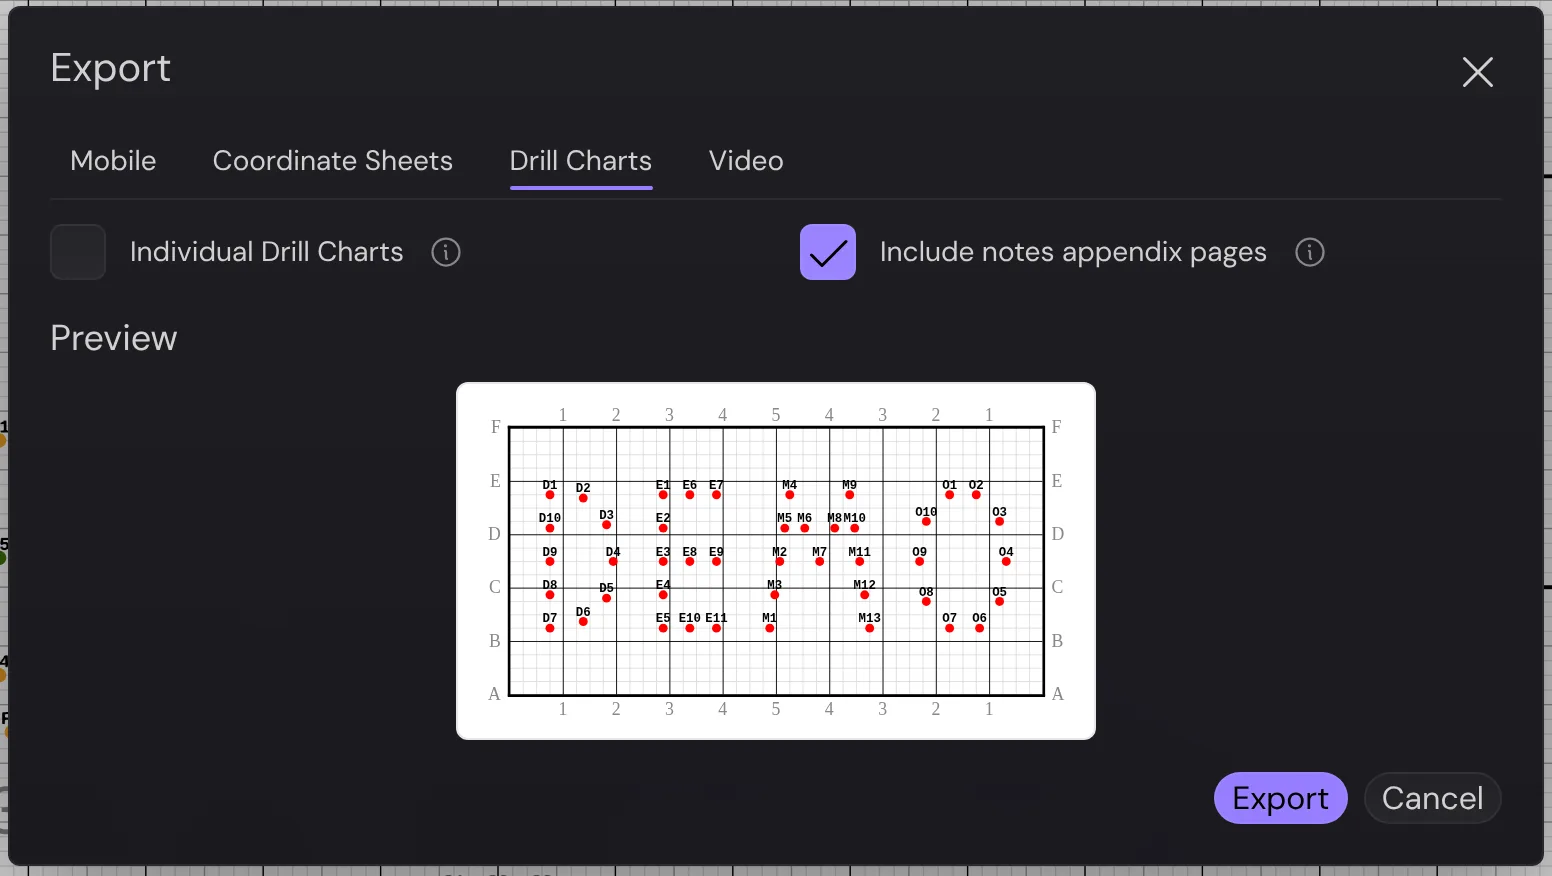 Export
Mobile Coordinate Sheets Drill Charts Video
Individual Drill Charts Include notes appendix pages
Preview
1 2 3 4 5 4 3 2 1
F F
E E
D1 D2 E1 E6 E7 M4 M9 O1 O2
D10 D3 E2 M5 M6 M8 M10 O10 O3
D D
D9 D4 E3 E8 E9 M2 M7 M11 O9 O4
C C
D8 D5 E4 M3 M12 O8 O5
D7 D6 E5 E10 E11 M1 M13 O7 O6
B B
A A
1 2 3 4 5 4 3 2 1
Export Cancel